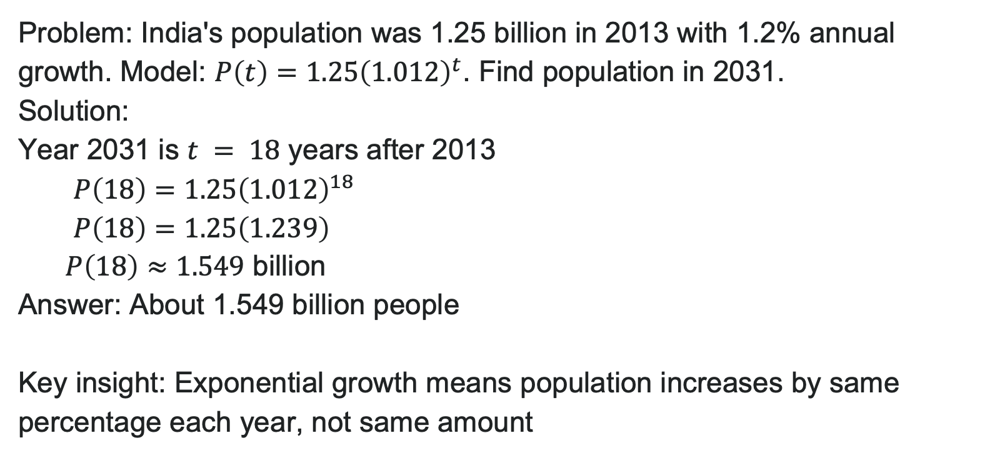 Problem: India's population was 1.25 billion in 2013 with 1.2% annual
growth. Model: P(t) = 1.25(1.012)ᵗ. Find population in 2031.
Solution:
Year 2031 is t = 18 years after 2013
P(18) = 1.25(1.012)¹⁸
P(18) = 1.25(1.239)
P(18) ≈ 1.549 billion
Answer: About 1.549 billion people
Key insight: Exponential growth means population increases by same
percentage each year, not same amount